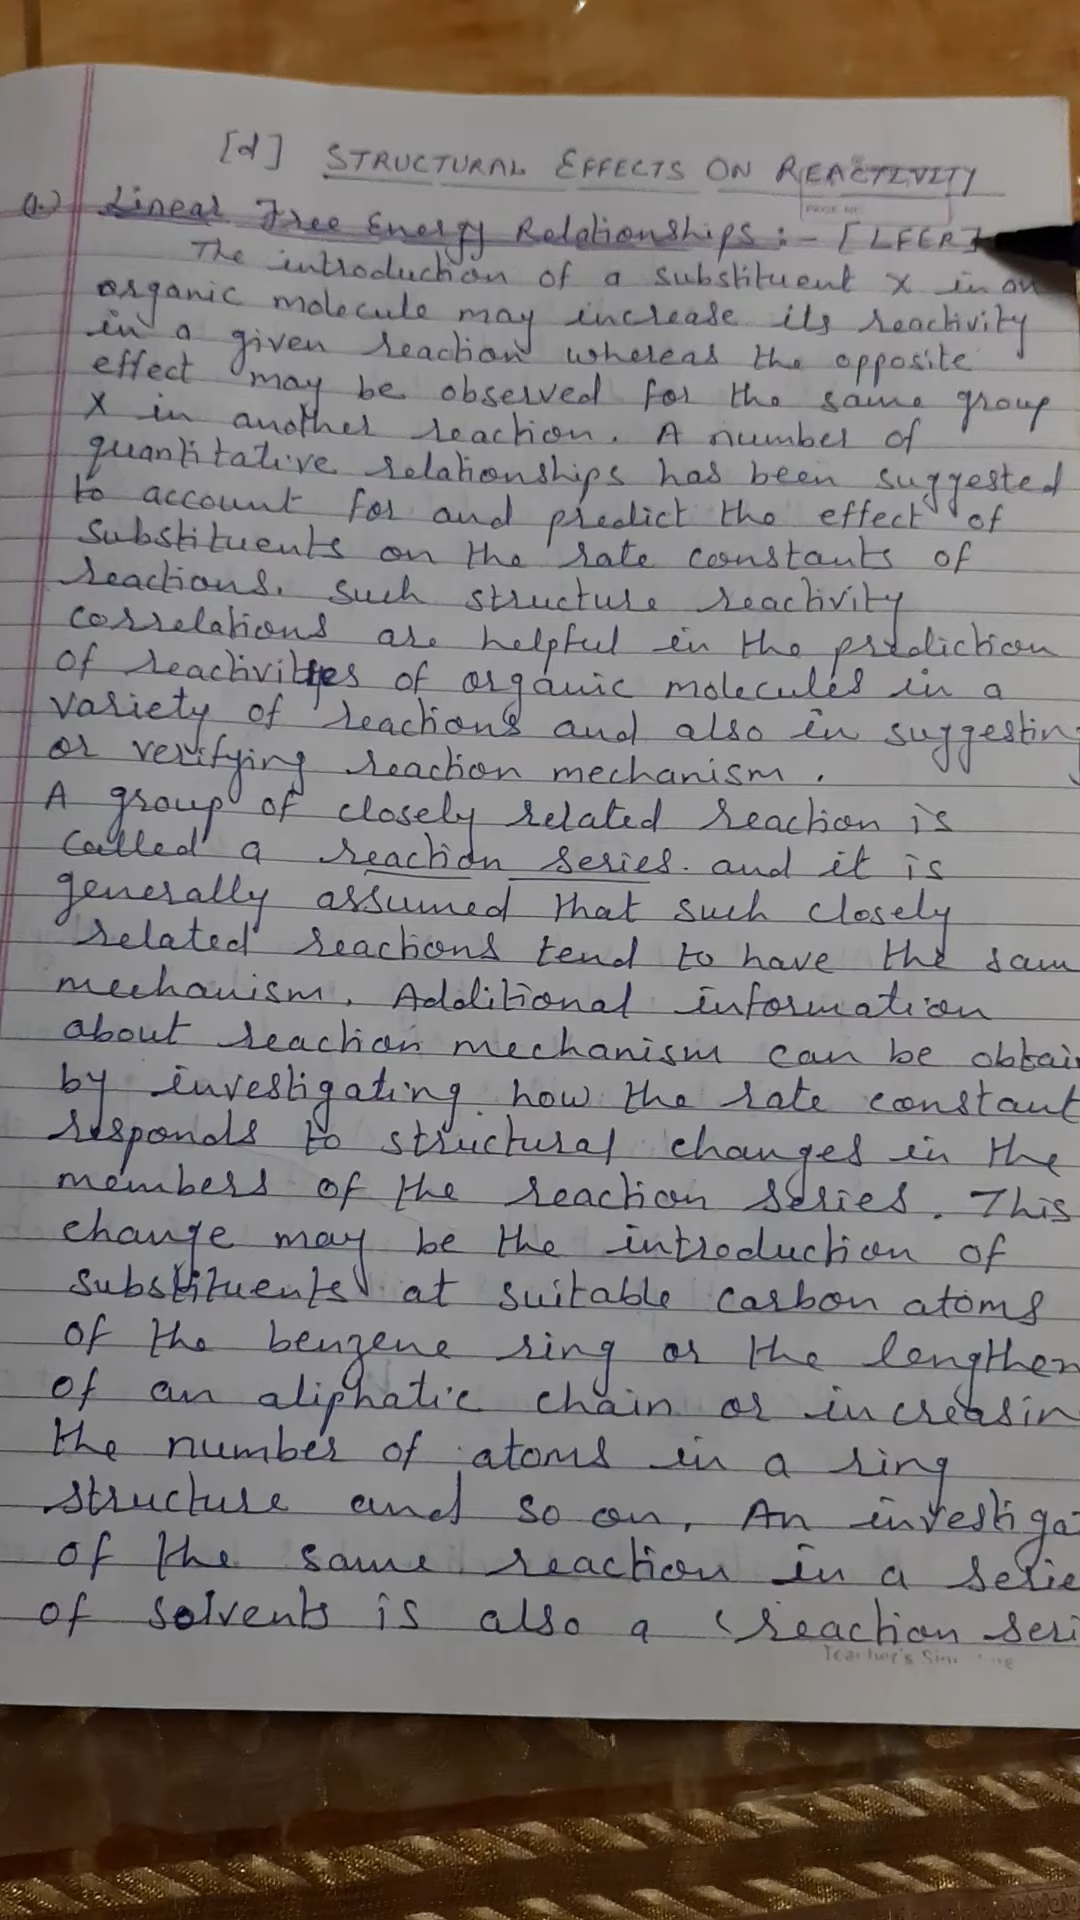 [d] STRUCTURAL EFFECTS ON REACTIVITY
PAGE NO
(1.) Linear Free Energy Relationships :- [LFER]
The introduction of a substituent X in an
organic molecule may increase its reactivity
in a given reaction whereas the opposite
effect may be observed for the same group
X in another reaction. A number of
quantitative relationships has been suggested
to account for and predict the effect of
substituents on the rate constants of
reactions. Such structure reactivity
correlations are helpful in the prediction
of reactivities of organic molecules in a
variety of reactions and also in suggestin
or verifying reaction mechanism.
A group of closely related reaction is
called a reaction series. and it is
generally assumed that such closely
related reactions tend to have the sam
mechanism. Additional information
about reaction mechanism can be obtai
by investigating how the rate constant
responds to structural changes in the
members of the reaction series. This
change may be the introduction of
substituents at suitable carbon atoms
of the benzene ring or the lengthen
of an aliphatic chain or increasin
the number of atoms in a ring
structure and so on. An investiga
of the same reaction in a serie
of solvents is also a reaction seri
Teacher's